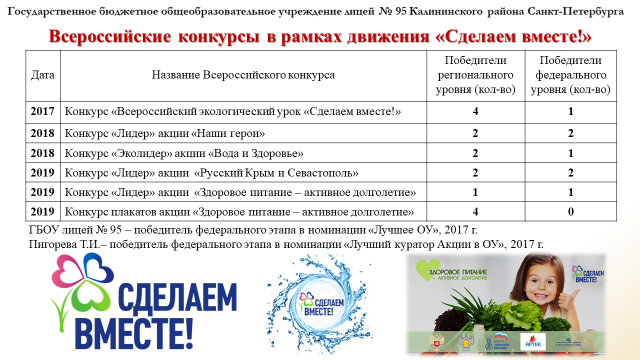 Государственное бюджетное общеобразовательное учреждение лицей № 95 Калининского района Санкт-Петербурга
Всероссийские конкурсы в рамках движения «Сделаем вместе!»
Дата Название Всероссийского конкурса Победители регионального уровня (кол-во) Победители федерального уровня (кол-во)
2017 Конкурс «Всероссийский экологический урок «Сделаем вместе!» 4 1
2018 Конкурс «Лидер» акции «Наши герои» 2 2
2018 Конкурс «Эколидер» акции «Вода и Здоровье» 2 1
2019 Конкурс «Лидер» акции «Русский Крым и Севастополь» 2 2
2019 Конкурс «Лидер» акции «Здоровое питание – активное долголетие» 1 1
2019 Конкурс плакатов акции «Здоровое питание – активное долголетие» 4 0
ГБОУ лицей № 95 – победитель федерального этапа в номинации «Лучшее ОУ», 2017 г.
Пигорева Т.И.– победитель федерального этапа в номинации «Лучший куратор Акции в ОУ», 2017 г.
СДЕЛАЕМ
ВМЕСТЕ!
СДЕЛАЕМ
ВМЕСТЕ!
ЗДОРОВОЕ ПИТАНИЕ
– АКТИВНОЕ ДОЛГОЛЕТИЕ
СДЕЛАЕМ
ВМЕСТЕ!
АРТЕК